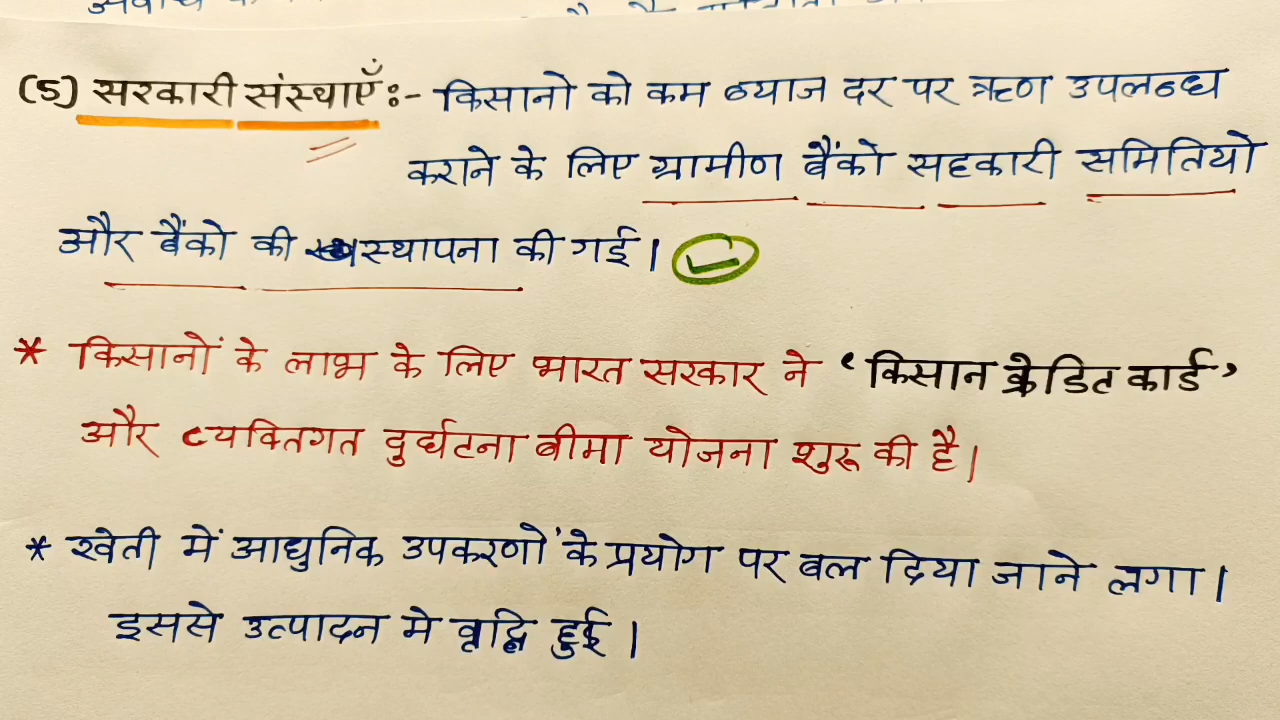 (5) सरकारी संस्थाएँ :- किसानो को कम ब्याज दर पर ऋण उपलब्ध
कराने के लिए ग्रामीण बैंको सहकारी समितियो
और बैंको की स्थापना की गई।
* किसानों के लाभ के लिए भारत सरकार ने ‘किसान क्रेडिट कार्ड’
और व्यक्तिगत दुर्घटना बीमा योजना शुरू की है।
* खेती में आधुनिक उपकरणों के प्रयोग पर बल दिया जाने लगा।
इससे उत्पादन मे वृद्धि हुई।